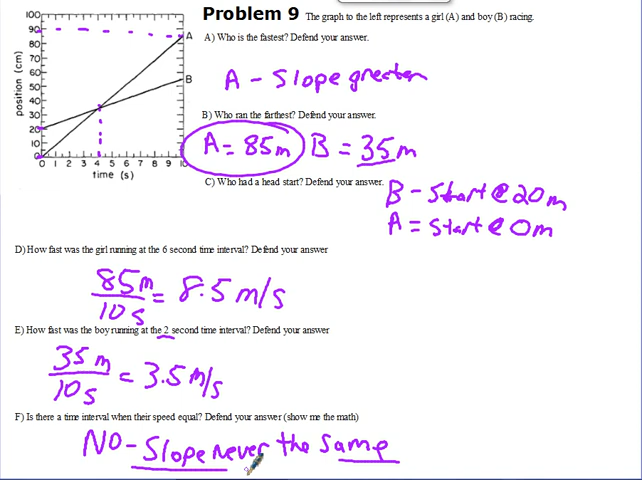 Problem 9 The graph to the left represents a girl (A) and boy (B) racing.
100
90
80
70
60
50
40
30
20
10
0
position (cm)
A
B
0 1 2 3 4 5 6 7 8 9 10
time (s)
A) Who is the fastest? Defend your answer.
A - Slope greater
B) Who ran the farthest? Defend your answer.
A = 85m B = 35m
C) Who had a head start? Defend your answer.
B - Start @ 20m
A = Start @ 0m
D) How fast was the girl running at the 6 second time interval? Defend your answer
85m
10s
= 8.5 m/s
E) How fast was the boy running at the 2 second time interval? Defend your answer
35m
10s
= 3.5 m/s
F) Is there a time interval when their speed equal? Defend your answer (show me the math)
NO - Slope Never the same